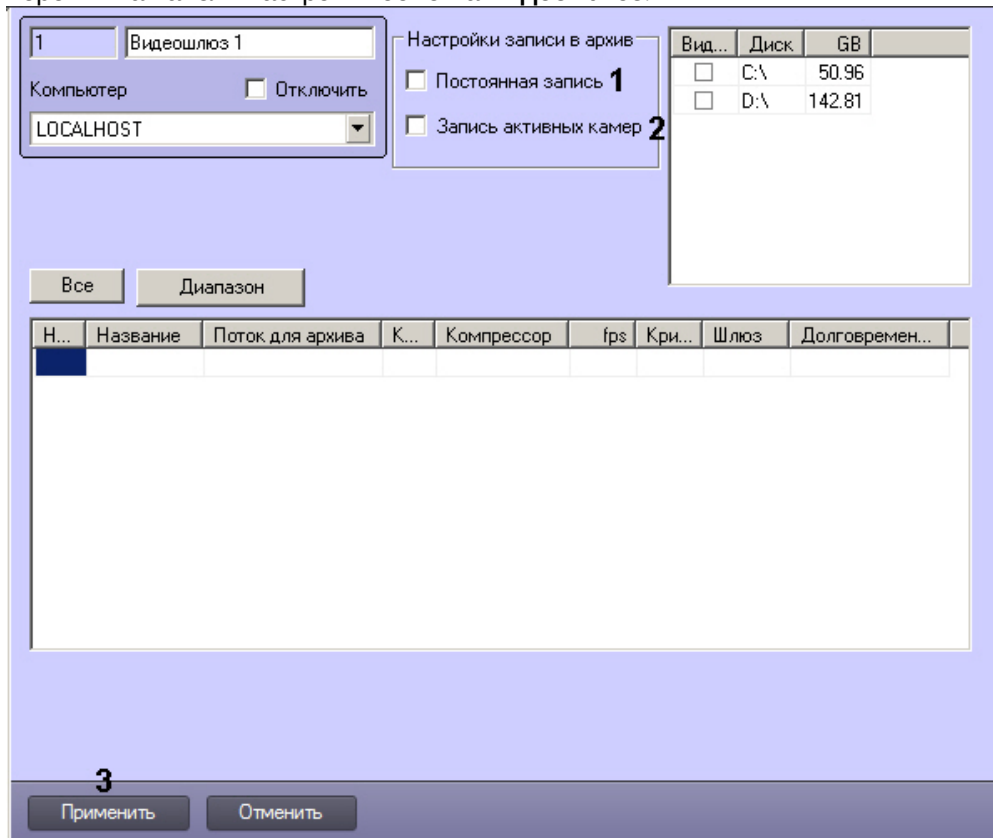 1
Видеошлюз 1
Компьютер
Отключить
LOCALHOST
Настройки записи в архив
Постоянная запись 1
Запись активных камер 2
Вид... Диск GB
C:\ 50.96
D:\ 142.81
Все
Диапазон
Н... Название Поток для архива К... Компрессор fps Кри... Шлюз Долговремен...
3
Применить
Отменить